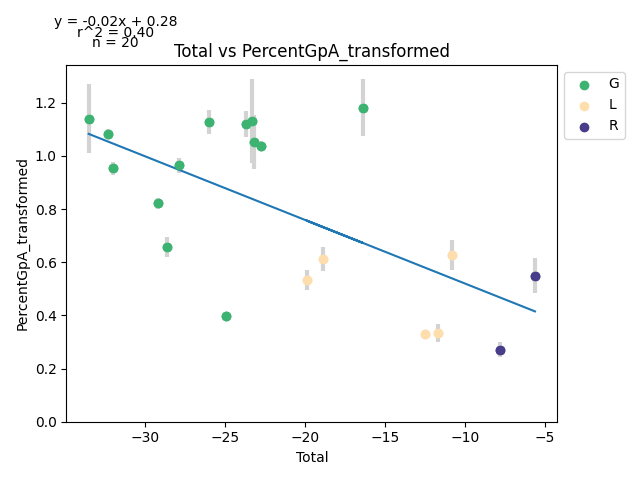 y = -0.02x + 0.28
r^2 = 0.40
n = 20
Total vs PercentGpA_transformed
G
L
R
PercentGpA_transformed
1.2
1.0
0.8
0.6
0.4
0.2
0.0
−30
−25
−20
−15
−10
−5
Total